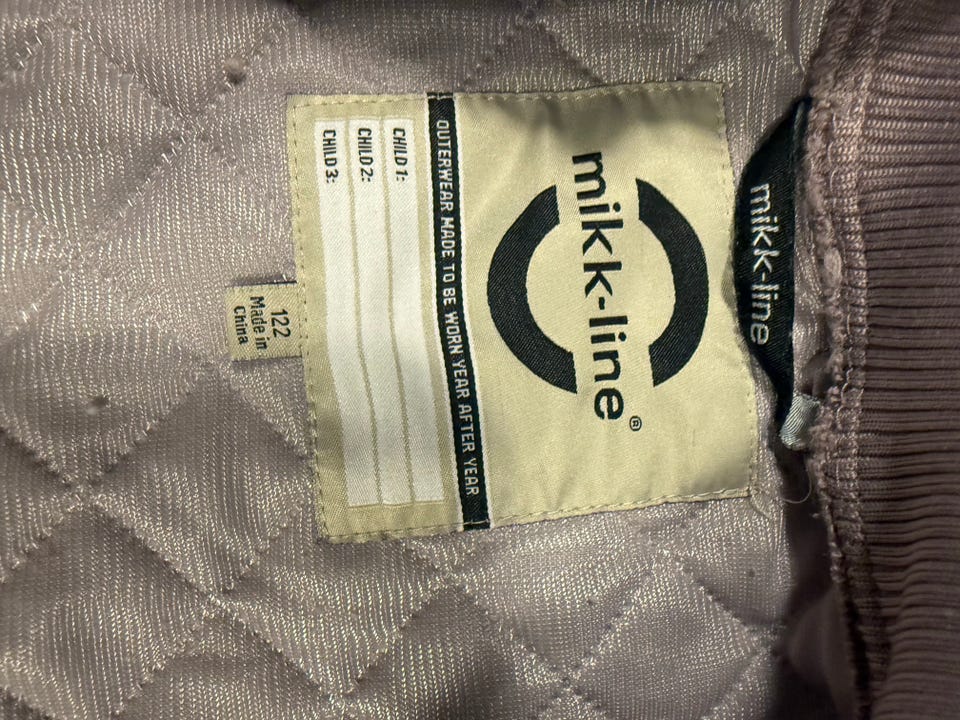 mikk-line
mikk-line®
OUTERWEAR MADE TO BE WORN YEAR AFTER YEAR
CHILD 1:
CHILD 2:
CHILD 3:
122
Made in
China